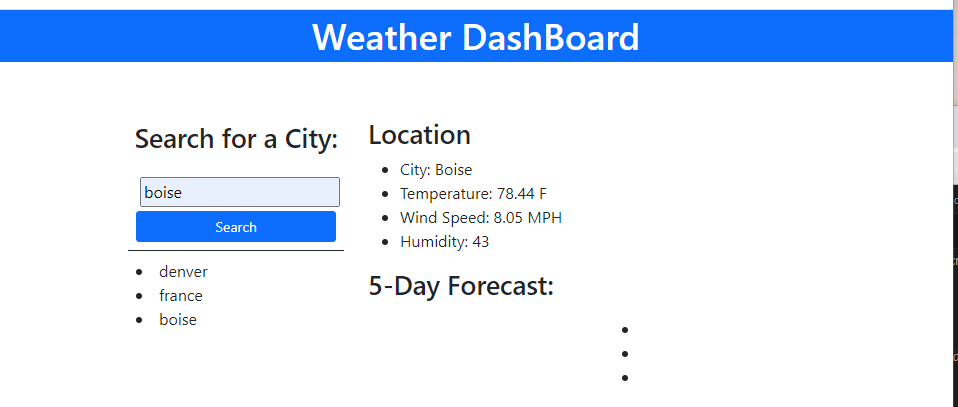 Weather DashBoard
Search for a City:
boise
Search
denver
france
boise
Location
City: Boise
Temperature: 78.44 F
Wind Speed: 8.05 MPH
Humidity: 43
5-Day Forecast: